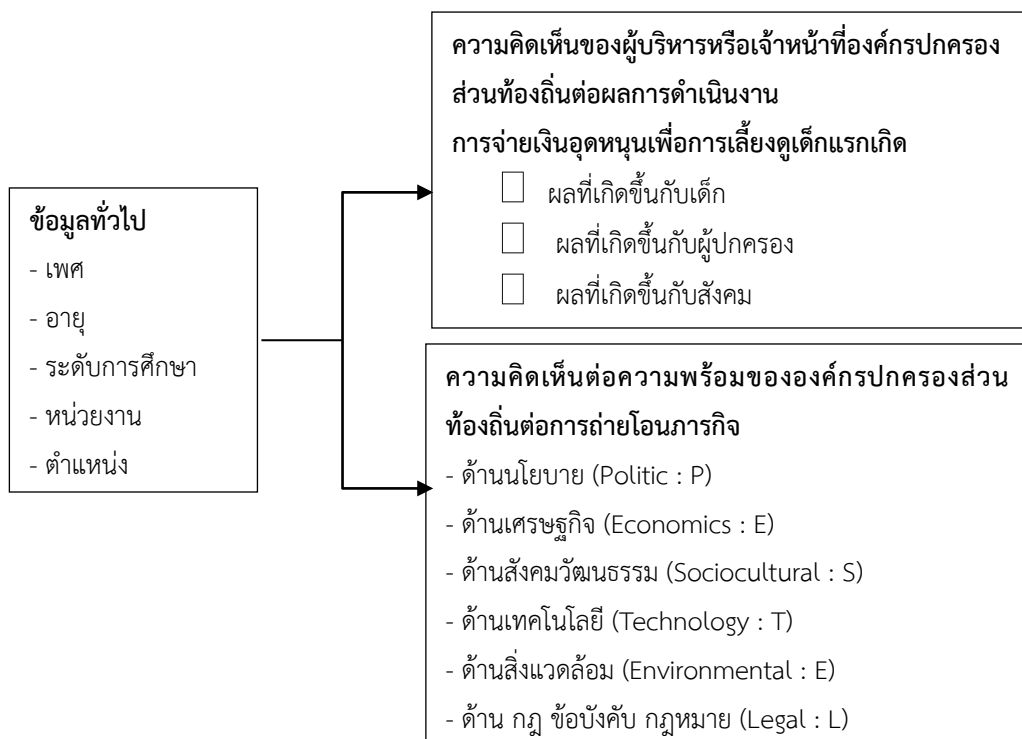 ความคิดเห็นของผู้บริหารหรือเจ้าหน้าที่องค์กรปกครอง
ส่วนท้องถิ่นต่อผลการดำเนินงาน
การจ่ายเงินอุดหนุนเพื่อการเลี้ยงดูเด็กแรกเกิด
ผลที่เกิดขึ้นกับเด็ก
ผลที่เกิดขึ้นกับผู้ปกครอง
ผลที่เกิดขึ้นกับสังคม
ข้อมูลทั่วไป
- เพศ
- อายุ
- ระดับการศึกษา
- หน่วยงาน
- ตำแหน่ง
ความคิดเห็นต่อความพร้อมขององค์กรปกครองส่วน
ท้องถิ่นต่อการถ่ายโอนภารกิจ
- ด้านนโยบาย (Politic : P)
- ด้านเศรษฐกิจ (Economics : E)
- ด้านสังคมวัฒนธรรม (Sociocultural : S)
- ด้านเทคโนโลยี (Technology : T)
- ด้านสิ่งแวดล้อม (Environmental : E)
- ด้าน กฎ ข้อบังคับ กฎหมาย (Legal : L)